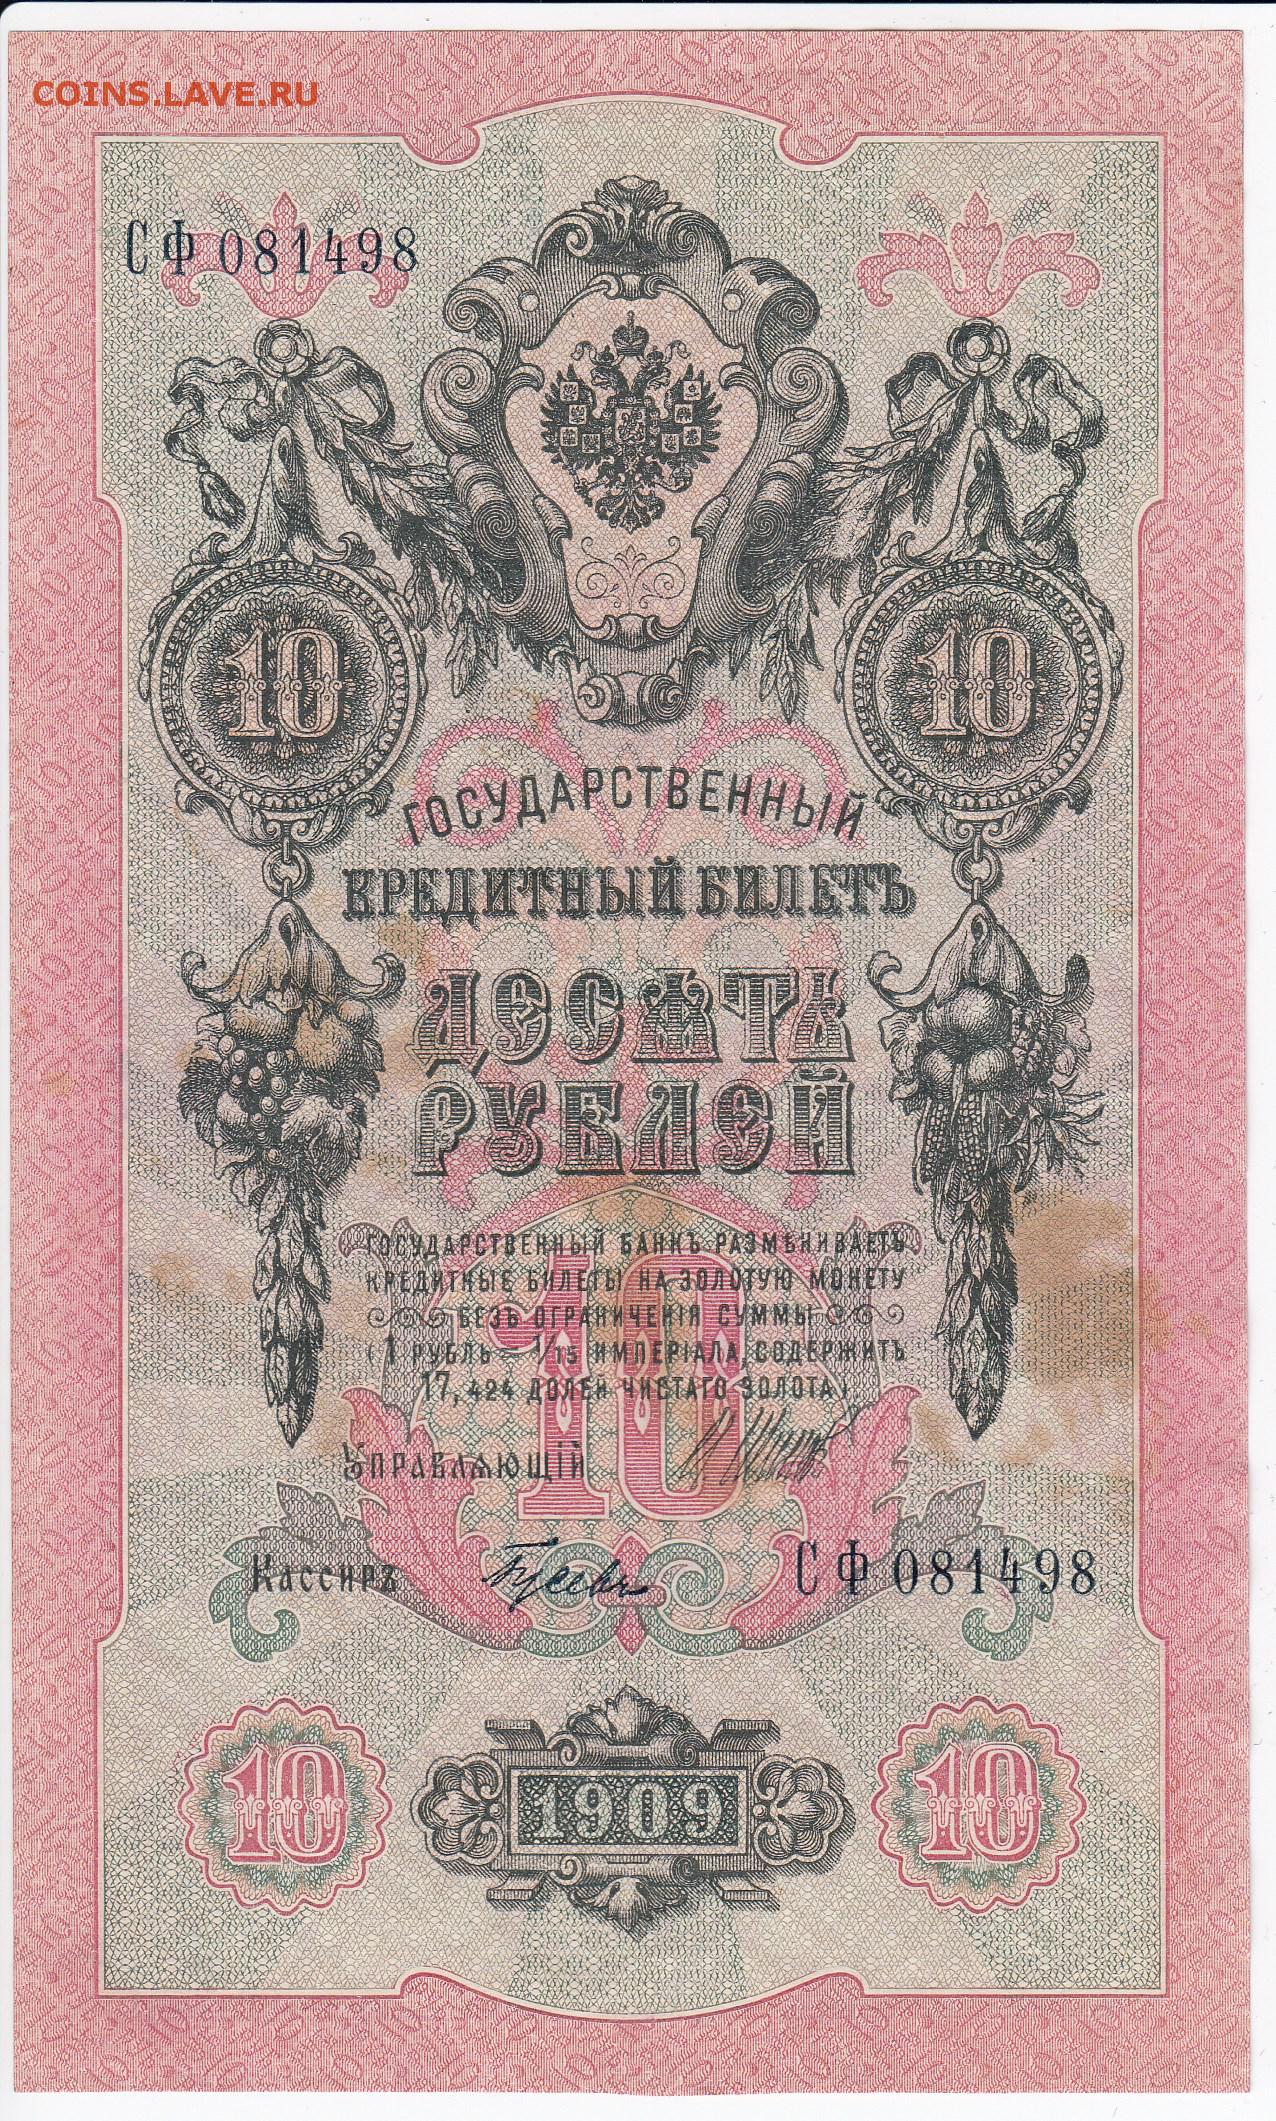 COINS.LAVE.RU
СФ 081498
10 10
ГОСУДАРСТВЕННЫЙ
КРЕДИТНЫЙ БИЛЕТЪ
ДЕСЯТЬ
РУБЛЕЙ
ГОСУДАРСТВЕННЫЙ БАНКЪ РАЗМѢНИВАЕТЪ
КРЕДИТНЫЕ БИЛЕТЫ НА ЗОЛОТУЮ МОНЕТУ
БЕЗЪ ОГРАНИЧЕНІЯ СУММЫ
(1 РУБЛЬ = 1/15 ИМПЕРІАЛА, СОДЕРЖИТЪ
17,424 ДОЛЕЙ ЧИСТАГО ЗОЛОТА).
10
УПРАВЛЯЮЩІЙ
Кассиръ Гусевъ СФ 081498
10 1909 10